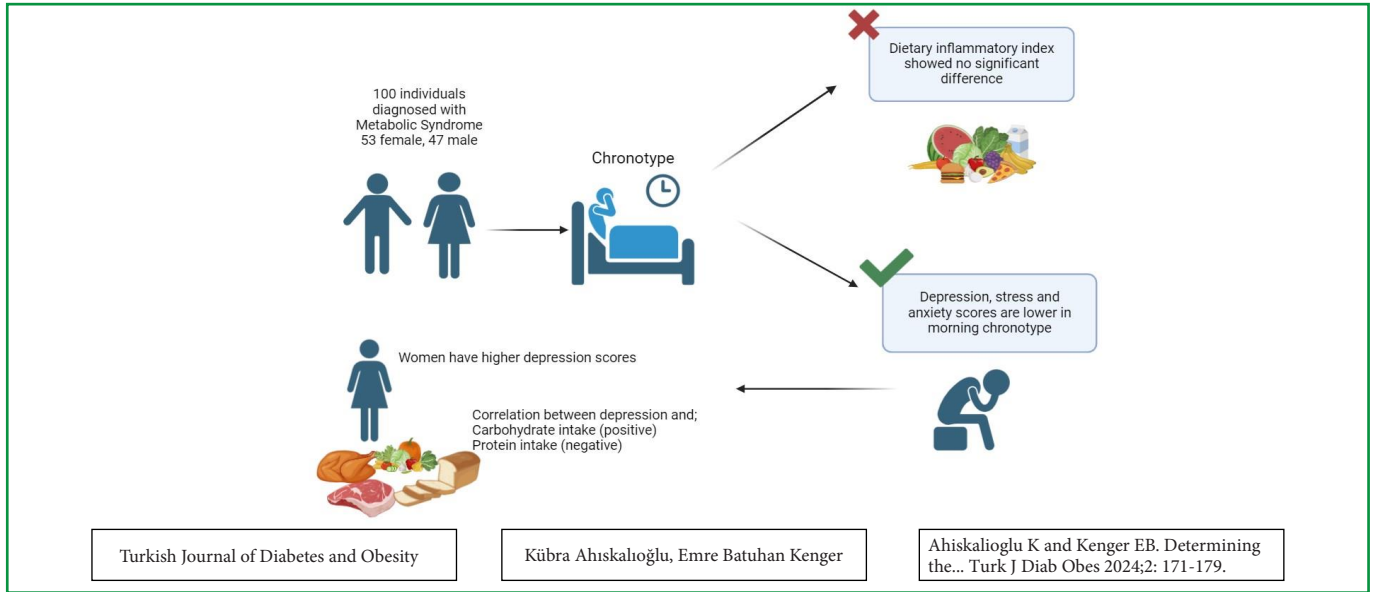 100 individuals
diagnosed with
Metabolic Syndrome
53 female, 47 male
Chronotype
Dietary inflammatory index
showed no significant
difference
Depression, stress and
anxiety scores are lower in
morning chronotype
Women have higher depression scores
Correlation between depression and;
Carbohydrate intake (positive)
Protein intake (negative)
Turkish Journal of Diabetes and Obesity
Kübra Ahıskalıoğlu, Emre Batuhan Kenger
Ahiskalioglu K and Kenger EB. Determining
the... Turk J Diab Obes 2024;2: 171-179.